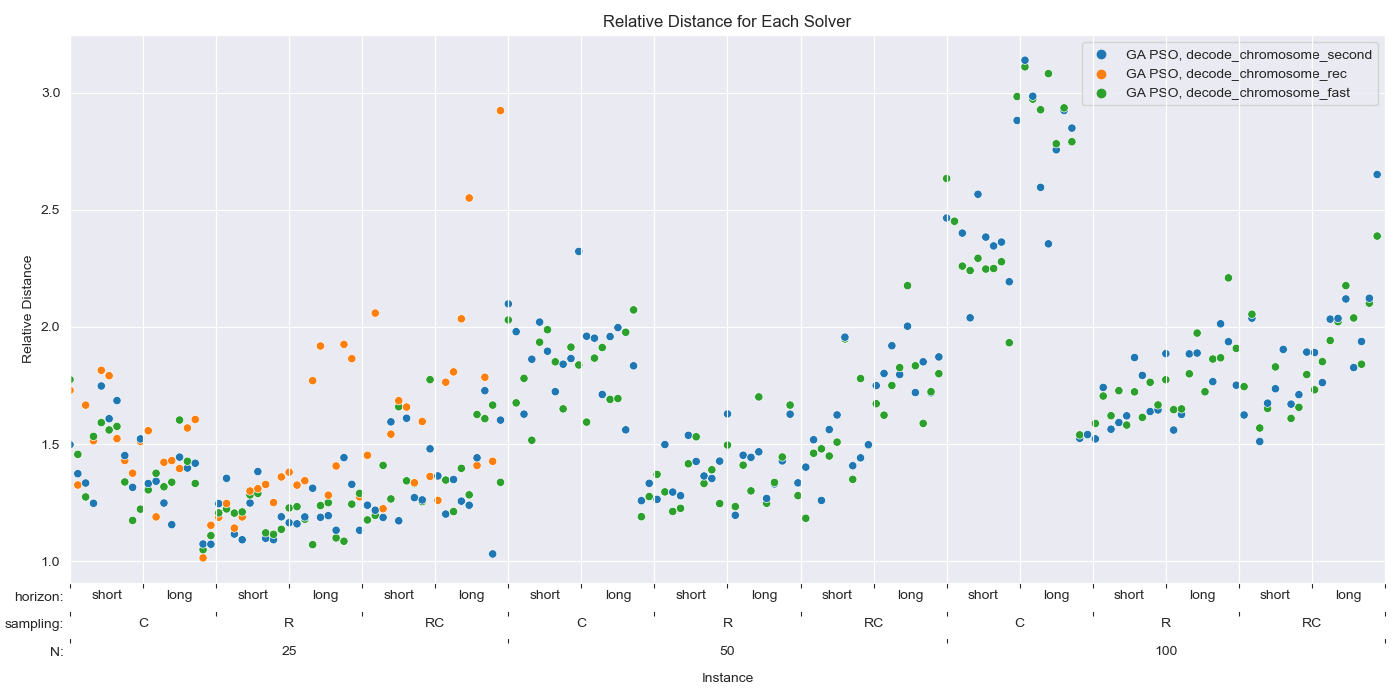 Relative Distance for Each Solver
GA PSO, decode_chromosome_second
GA PSO, decode_chromosome_rec
GA PSO, decode_chromosome_fast
3.0
2.5
2.0
1.5
1.0
Relative Distance
horizon: short long short long short long short long short long short long short long short long short long
sampling: C R RC C R RC C R RC
N: 25 50 100
Instance